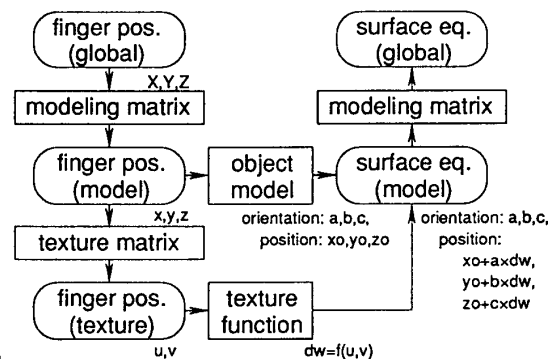 finger pos.
(global)
surface eq.
(global)
X,Y,Z
modeling matrix
modeling matrix
finger pos.
(model)
object
model
surface eq.
(model)
x,y,z
orientation: a,b,c,
position: xo,yo,zo
orientation: a,b,c,
position:
xo+a×dw,
yo+b×dw,
zo+c×dw
texture matrix
finger pos.
(texture)
texture
function
u,v
dw=f(u,v)